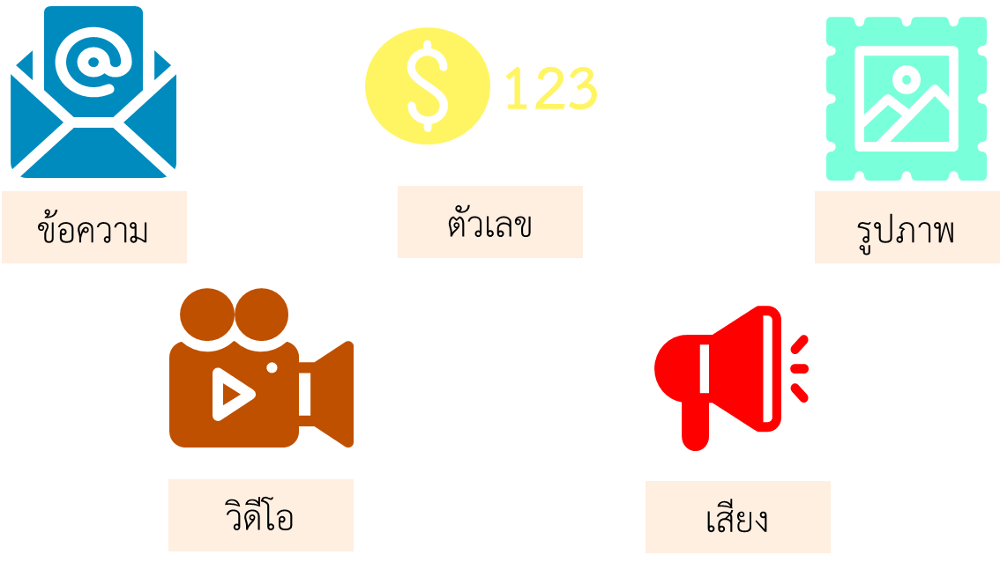 @
$ 123
ข้อความ
ตัวเลข
รูปภาพ
วิดีโอ
เสียง